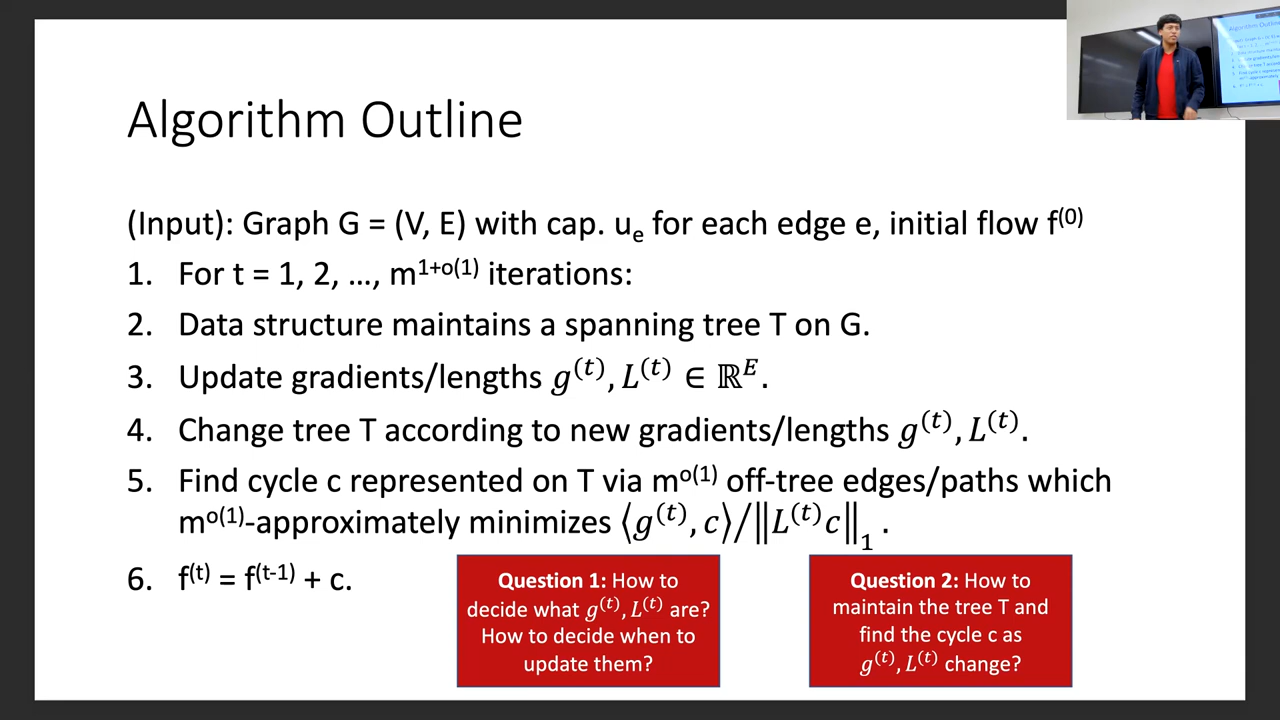 Algorithm Outline
(Input): Graph G = (V, E) with cap. uₑ for each edge e, initial flow f⁽⁰⁾
1. For t = 1, 2, …, m^{1+o(1)} iterations:
2. Data structure maintains a spanning tree T on G.
3. Update gradients/lengths g^{(t)}, L^{(t)} ∈ ℝ^E.
4. Change tree T according to new gradients/lengths g^{(t)}, L^{(t)}.
5. Find cycle c represented on T via m^{o(1)} off-tree edges/paths which
m^{o(1)}-approximately minimizes ⟨g^{(t)}, c⟩/‖L^{(t)}c‖₁.
6. f^{(t)} = f^{(t-1)} + c.
Question 1: How to
decide what g^{(t)}, L^{(t)} are?
How to decide when to
update them?
Question 2: How to
maintain the tree T and
find the cycle c as
g^{(t)}, L^{(t)} change?
Algorithm Outline